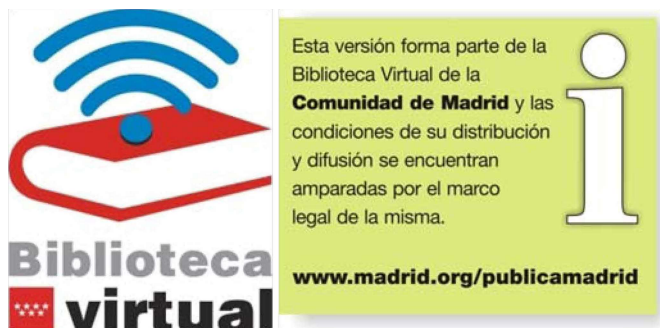 Biblioteca
virtual
Esta versión forma parte de la
Biblioteca Virtual de la
Comunidad de Madrid y las
condiciones de su distribución
y difusión se encuentran
amparadas por el marco
legal de la misma.
www.madrid.org/publicamadrid
i